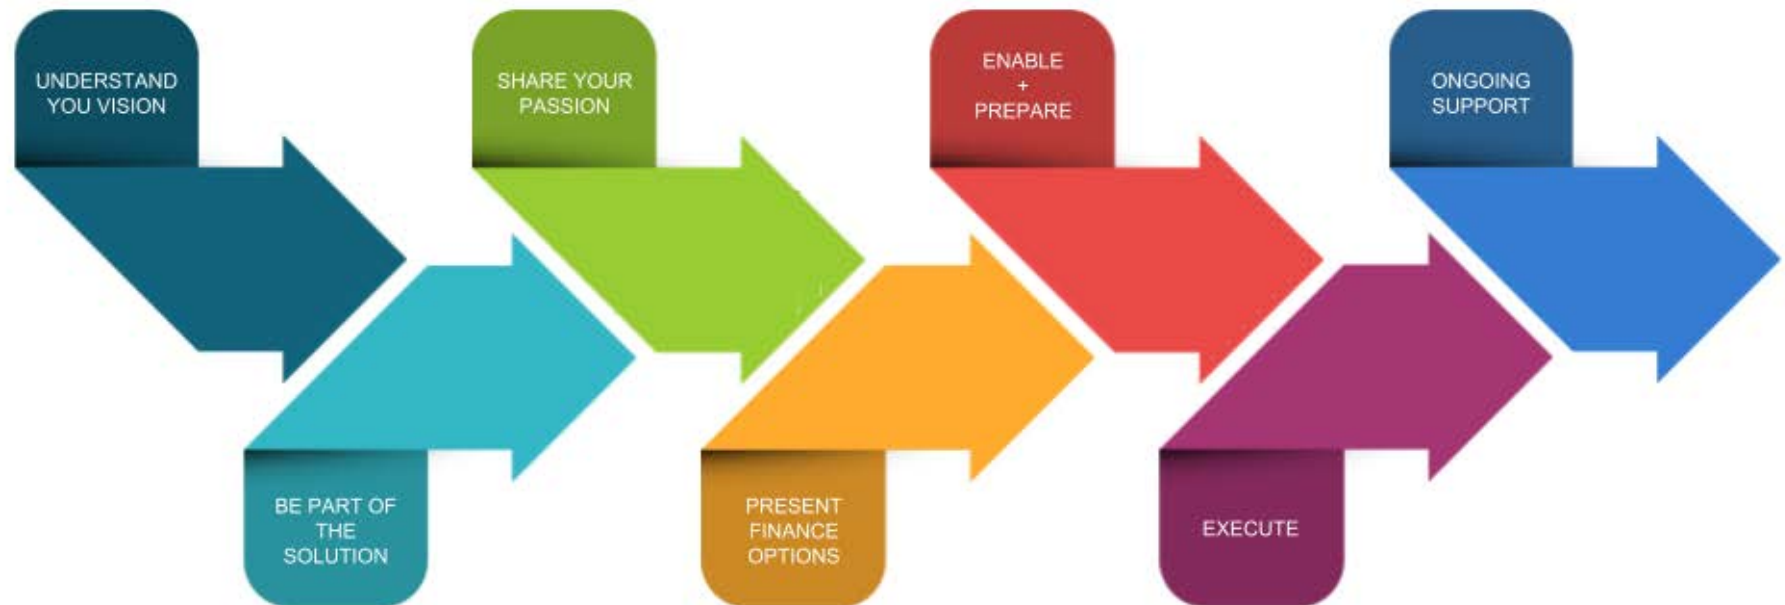 UNDERSTAND
YOU VISION
BE PART OF
THE
SOLUTION
SHARE YOUR
PASSION
PRESENT
FINANCE
OPTIONS
ENABLE
+
PREPARE
EXECUTE
ONGOING
SUPPORT